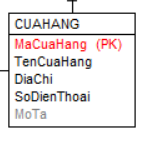 CUAHANG
MaCuaHang (PK)
TenCuaHang
DiaChi
SoDienThoai
MoTa